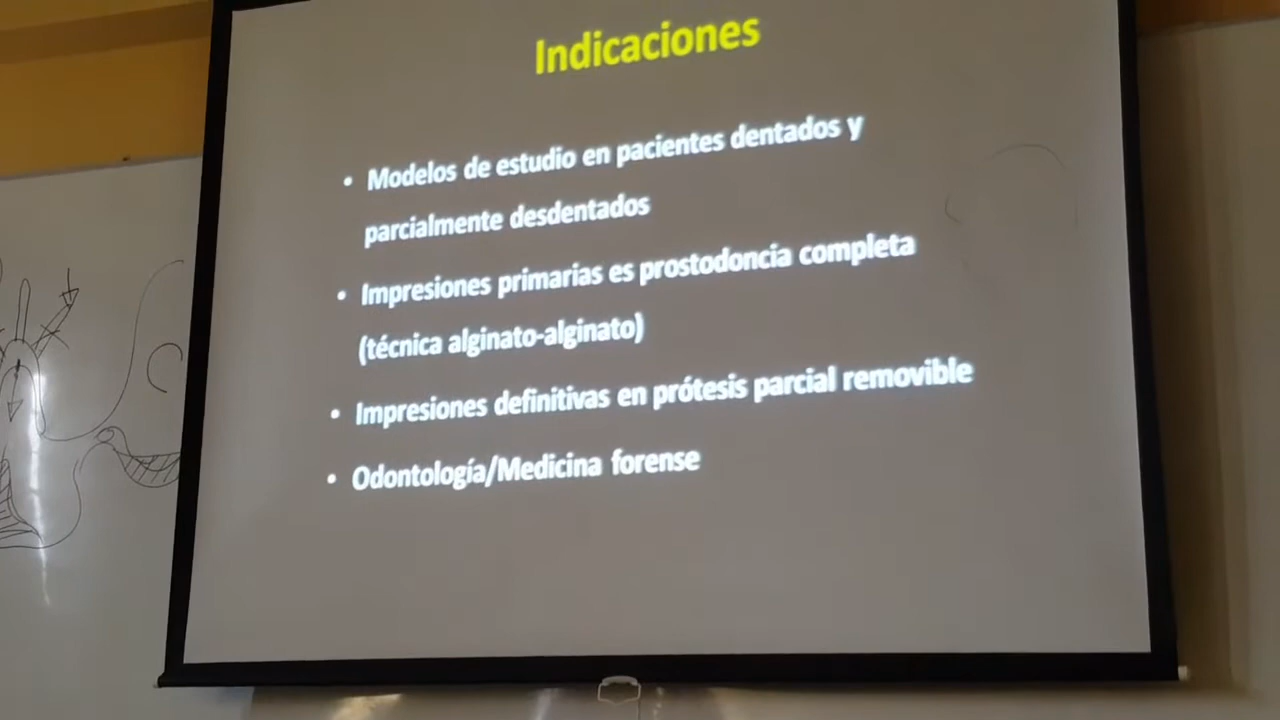 Indicaciones
• Modelos de estudio en pacientes dentados y
parcialmente desdentados
• Impresiones primarias es prostodoncia completa
(técnica alginato-alginato)
• Impresiones definitivas en prótesis parcial removible
• Odontología/Medicina forense